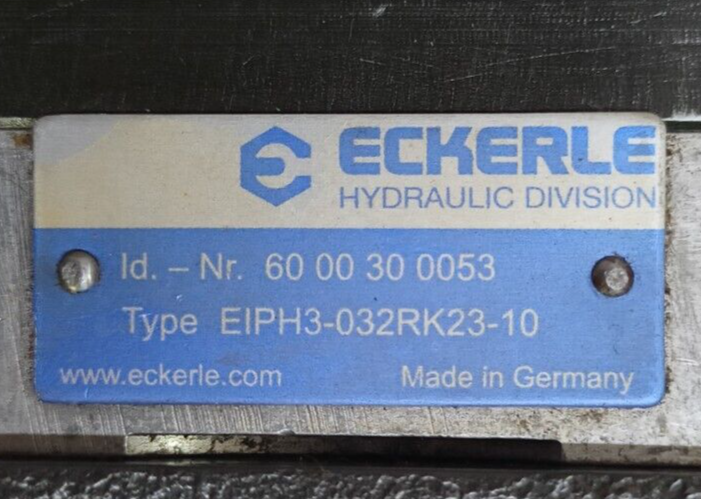 ECKERLE
HYDRAULIC DIVISION
Id. – Nr. 60 00 30 0053
Type EIPH3-032RK23-10
www.eckerle.com Made in Germany